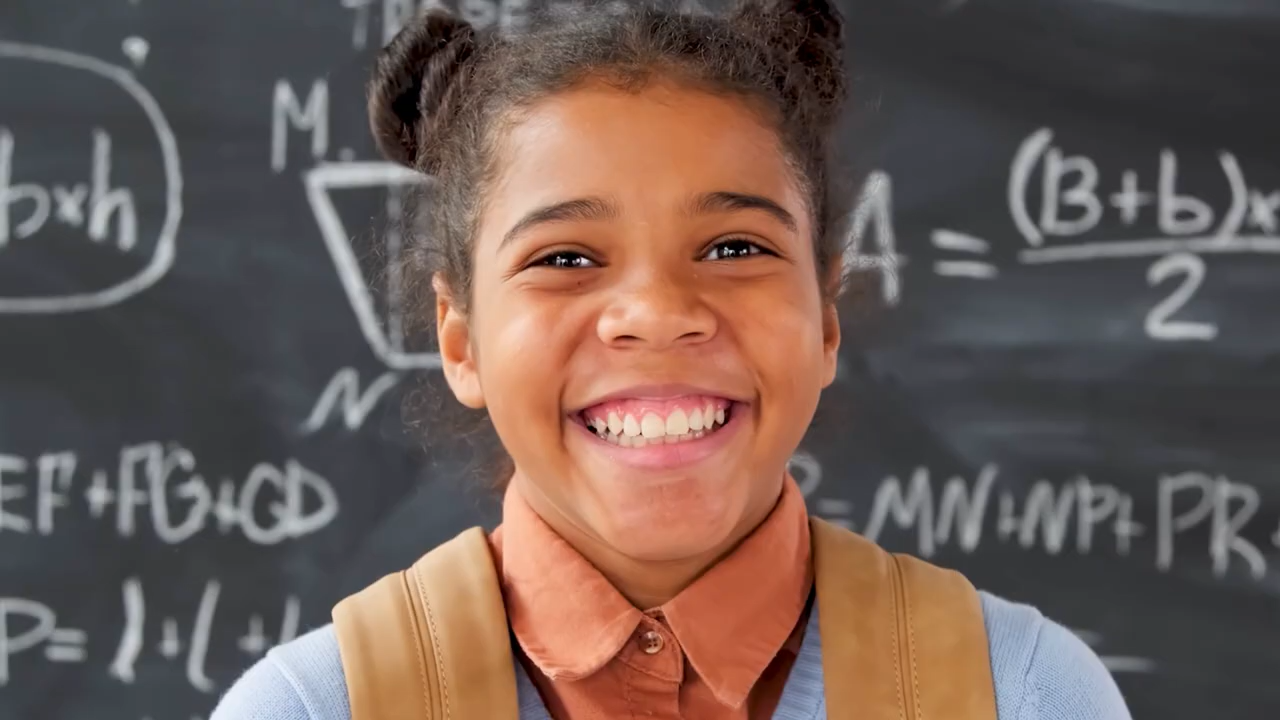 M.
b×h
A = (B+b)×
2
N
EF+FG+GD
= MN+NP+PR+
P= l+l+